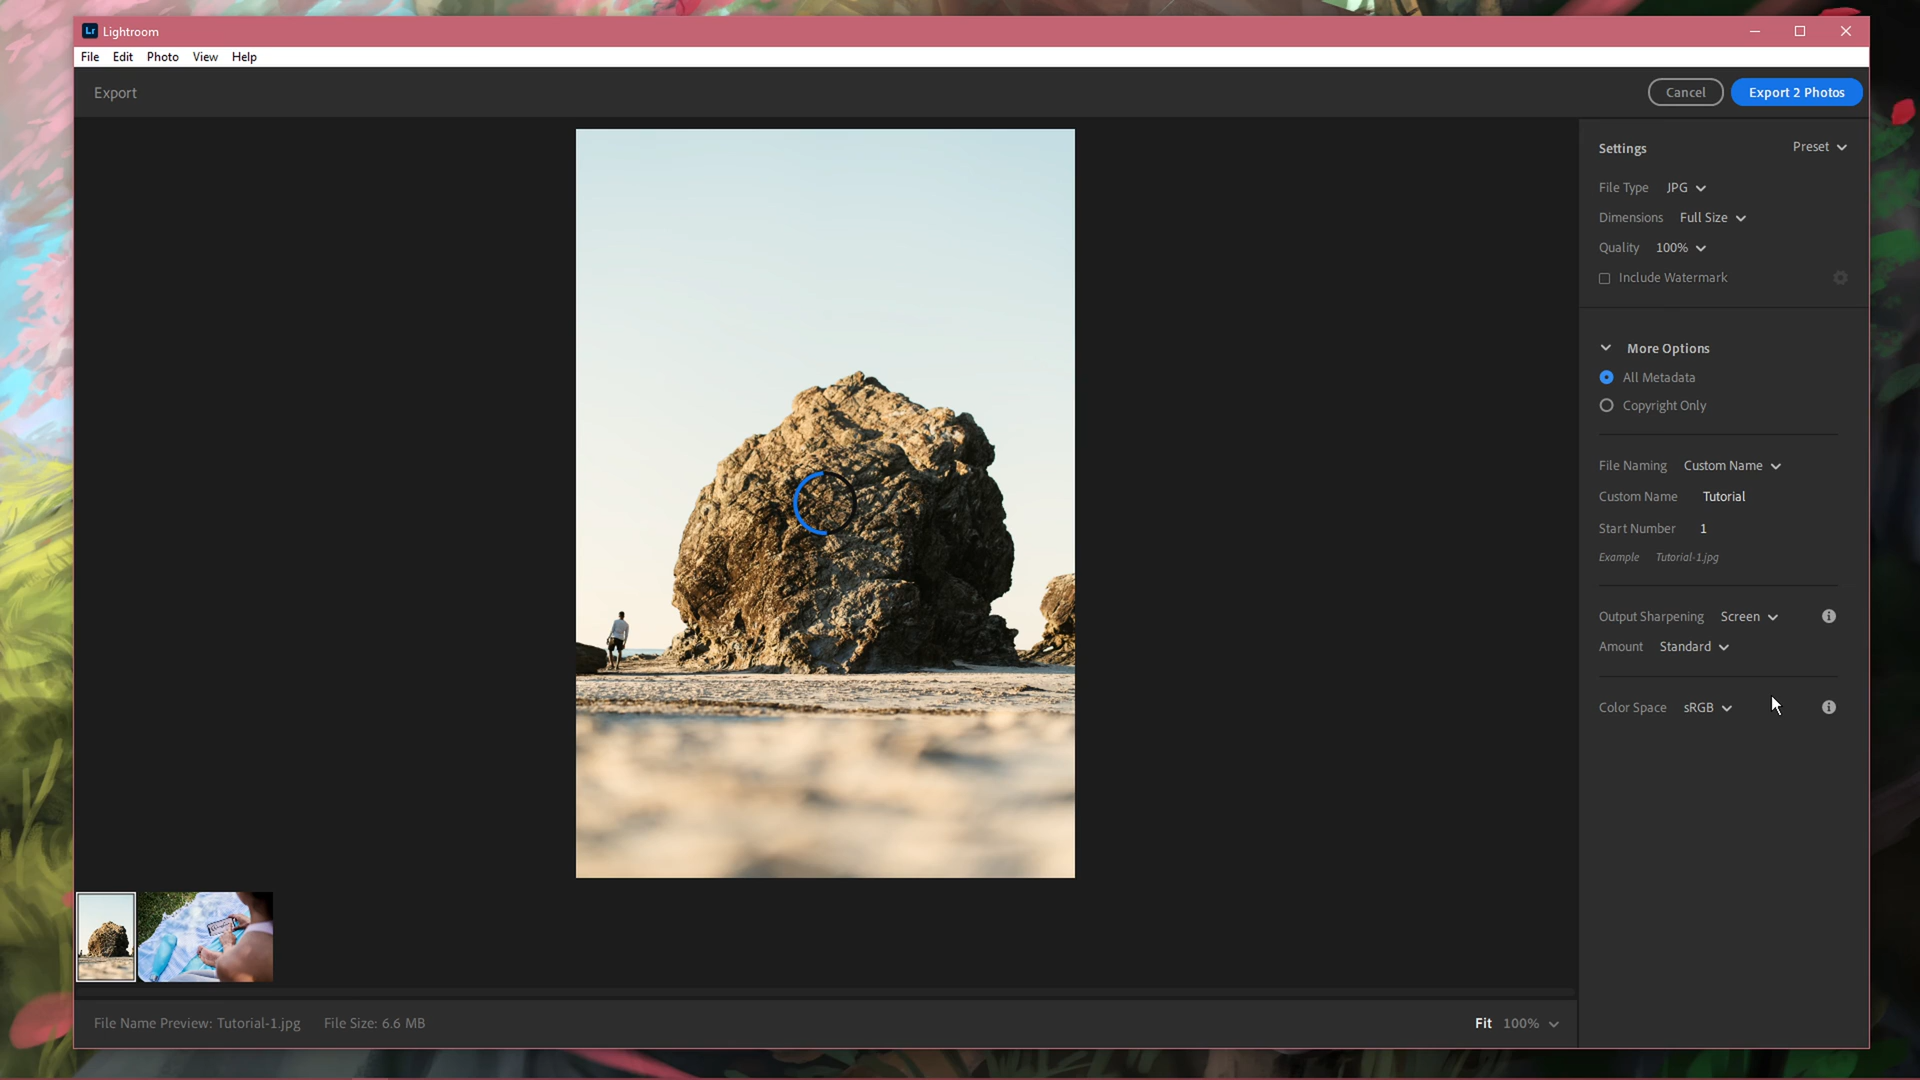 Lr Lightroom
File Edit Photo View Help
Export
Cancel Export 2 Photos
Settings Preset
File Type JPG
Dimensions Full Size
Quality 100%
Include Watermark
More Options
All Metadata
Copyright Only
File Naming Custom Name
Custom Name Tutorial
Start Number 1
Example Tutorial-1.jpg
Output Sharpening Screen
Amount Standard
Color Space sRGB
File Name Preview: Tutorial-1.jpg File Size: 6.6 MB
Fit 100%